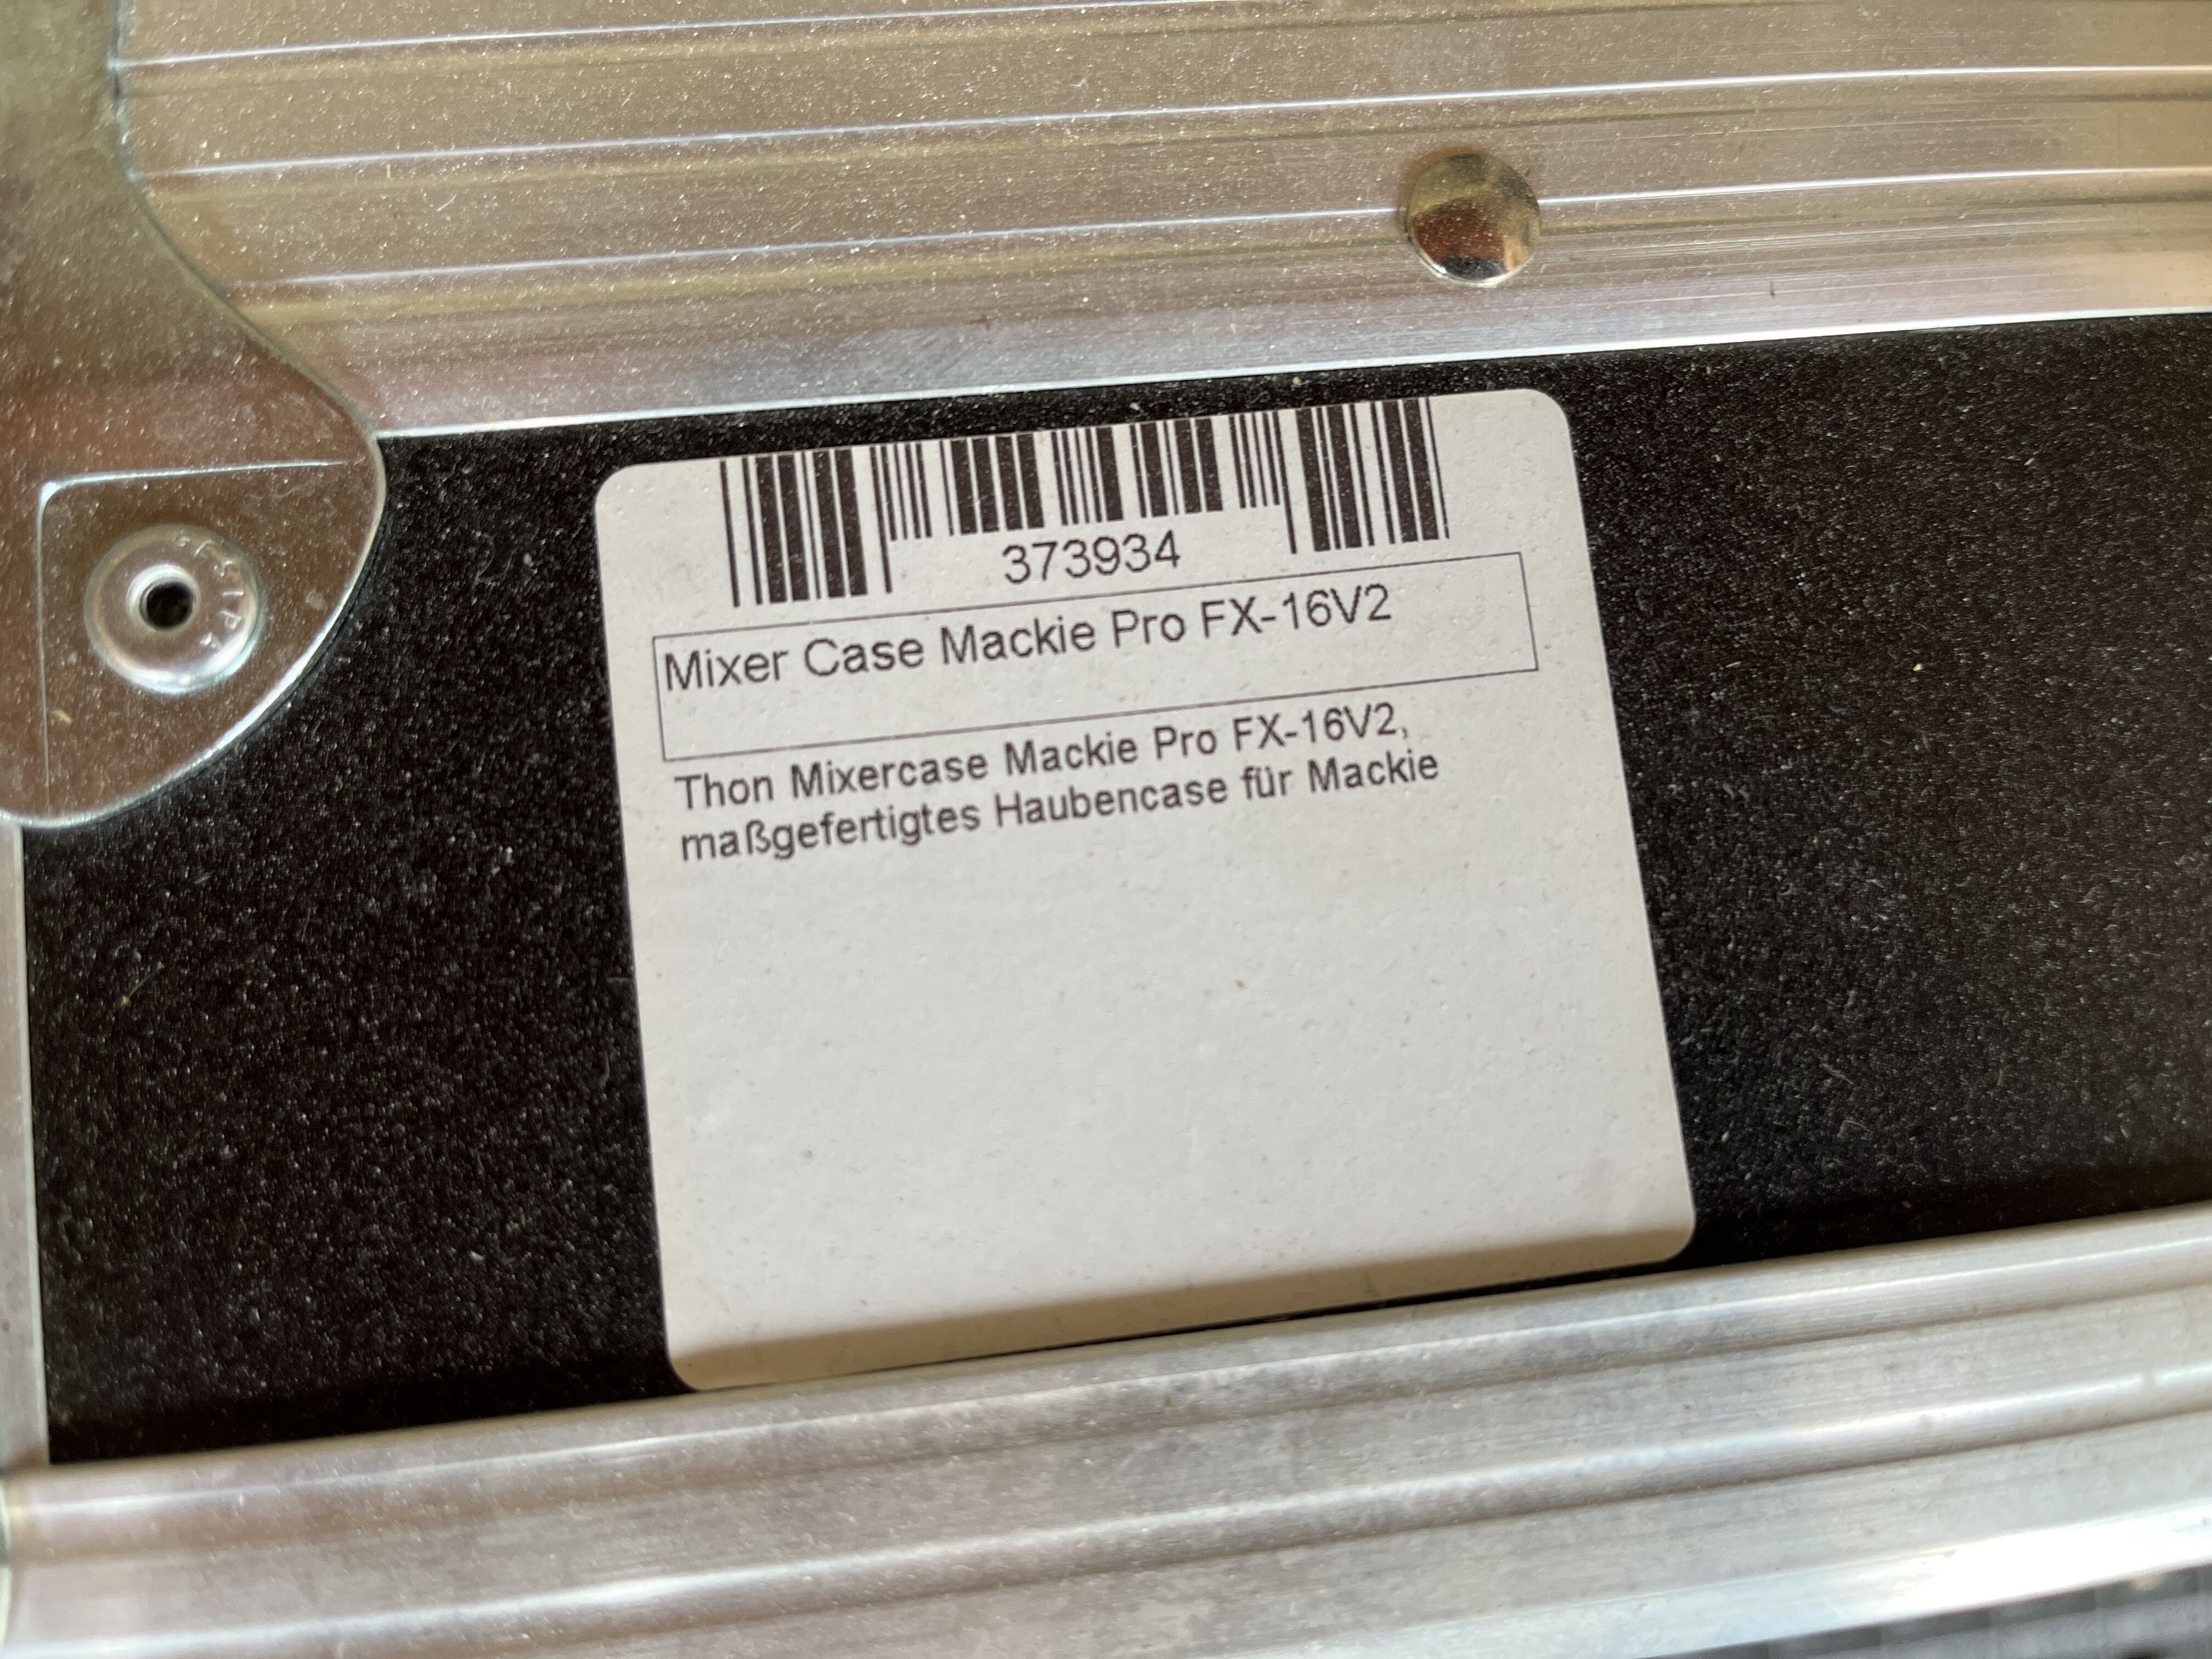 373934
Mixer Case Mackie Pro FX-16V2
Thon Mixercase Mackie Pro FX-16V2,
maßgefertigtes Haubencase für Mackie